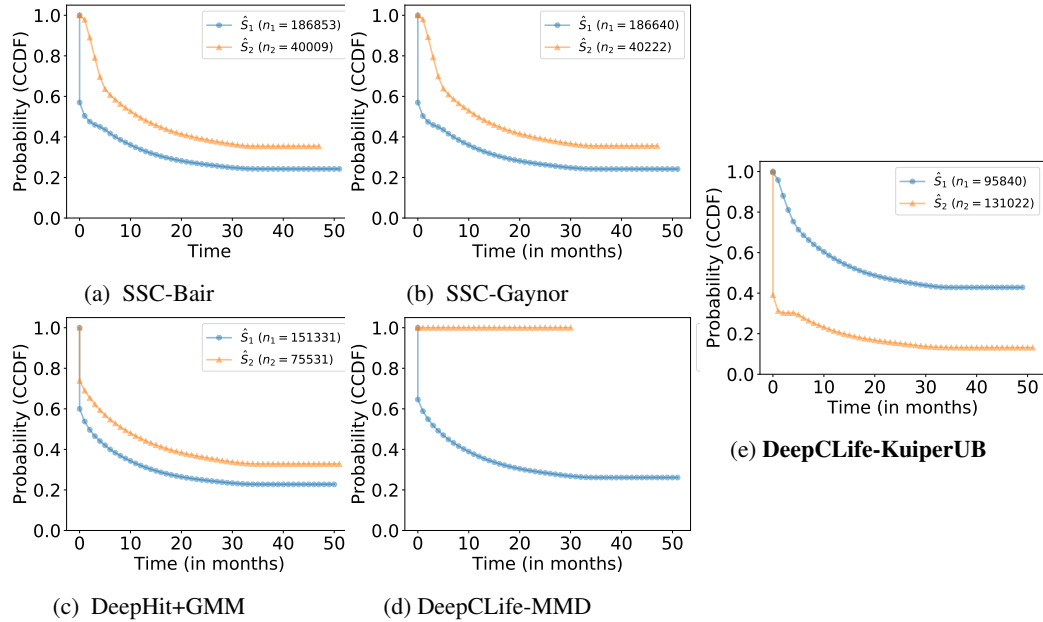 Probability (CCDF)
1.0
0.8
0.6
0.4
0.2
0.0
0 10 20 30 40 50
Time
Ŝ₁ (n₁ = 186853)
Ŝ₂ (n₂ = 40009)
(a) SSC-Bair
Probability (CCDF)
1.0
0.8
0.6
0.4
0.2
0.0
0 10 20 30 40 50
Time (in months)
Ŝ₁ (n₁ = 186640)
Ŝ₂ (n₂ = 40222)
(b) SSC-Gaynor
Probability (CCDF)
1.0
0.8
0.6
0.4
0.2
0.0
0 10 20 30 40 50
Time (in months)
Ŝ₁ (n₁ = 151331)
Ŝ₂ (n₂ = 75531)
(c) DeepHit+GMM
Probability (CCDF)
1.0
0.8
0.6
0.4
0.2
0.0
0 10 20 30 40 50
Time (in months)
(d) DeepCLife-MMD
Probability (CCDF)
1.0
0.8
0.6
0.4
0.2
0.0
0 10 20 30 40 50
Time (in months)
Ŝ₁ (n₁ = 95840)
Ŝ₂ (n₂ = 131022)
(e) DeepCLife-KuiperUB